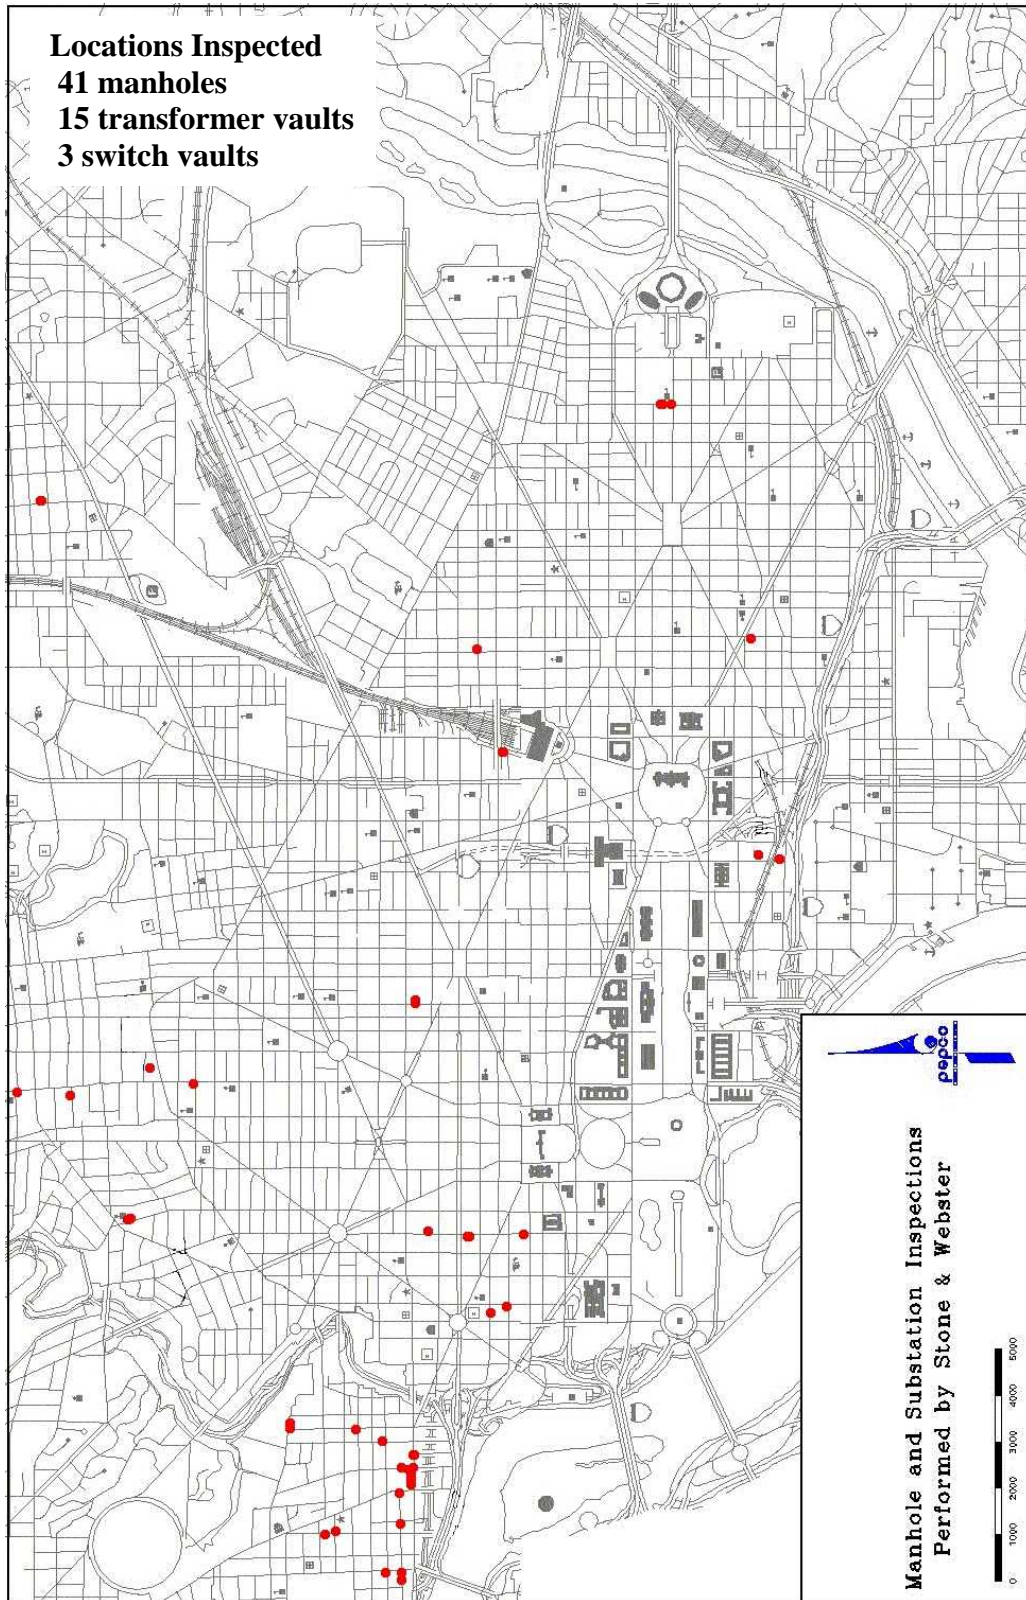 Locations Inspected
41 manholes
15 transformer vaults
3 switch vaults
pepco
Manhole and Substation Inspections
Performed by Stone & Webster
0 1000 2000 3000 4000 5000